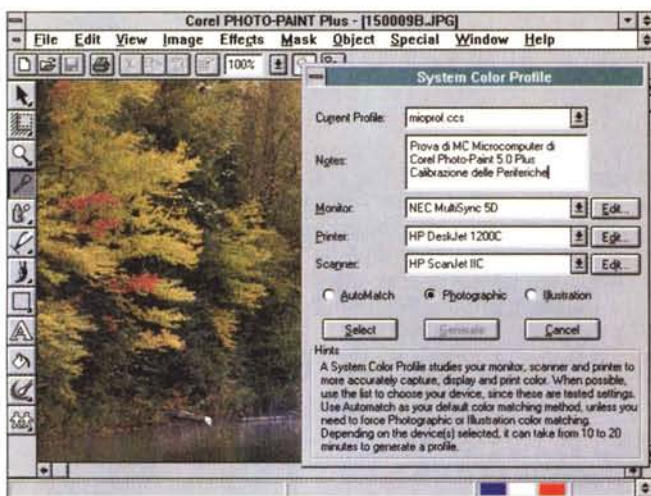 Corel PHOTO-PAINT Plus - [150009B.JPG]
File Edit View Image Effects Mask Object Special Window Help
100%
System Color Profile
Current Profile: mioprol.ccs
Notes: Prova di MC Microcomputer di
Corel Photo-Paint 5.0 Plus
Calibrazione delle Periferiche
Monitor: NEC MultiSync 5D Edit...
Printer: HP DeskJet 1200C Edit...
Scanner: HP ScanJet IIC Edit...
AutoMatch Photographic Illustration
Select Generate Cancel
Hints
A System Color Profile studies your monitor, scanner and printer to
more accurately capture, display and print color. When possible,
use the list to choose your device, since these are tested settings.
Use Automatch as your default color matching method, unless you
need to force Photographic or Illustration color matching.
Depending on the device(s) selected, it can take from 10 to 20
minutes to generate a profile.